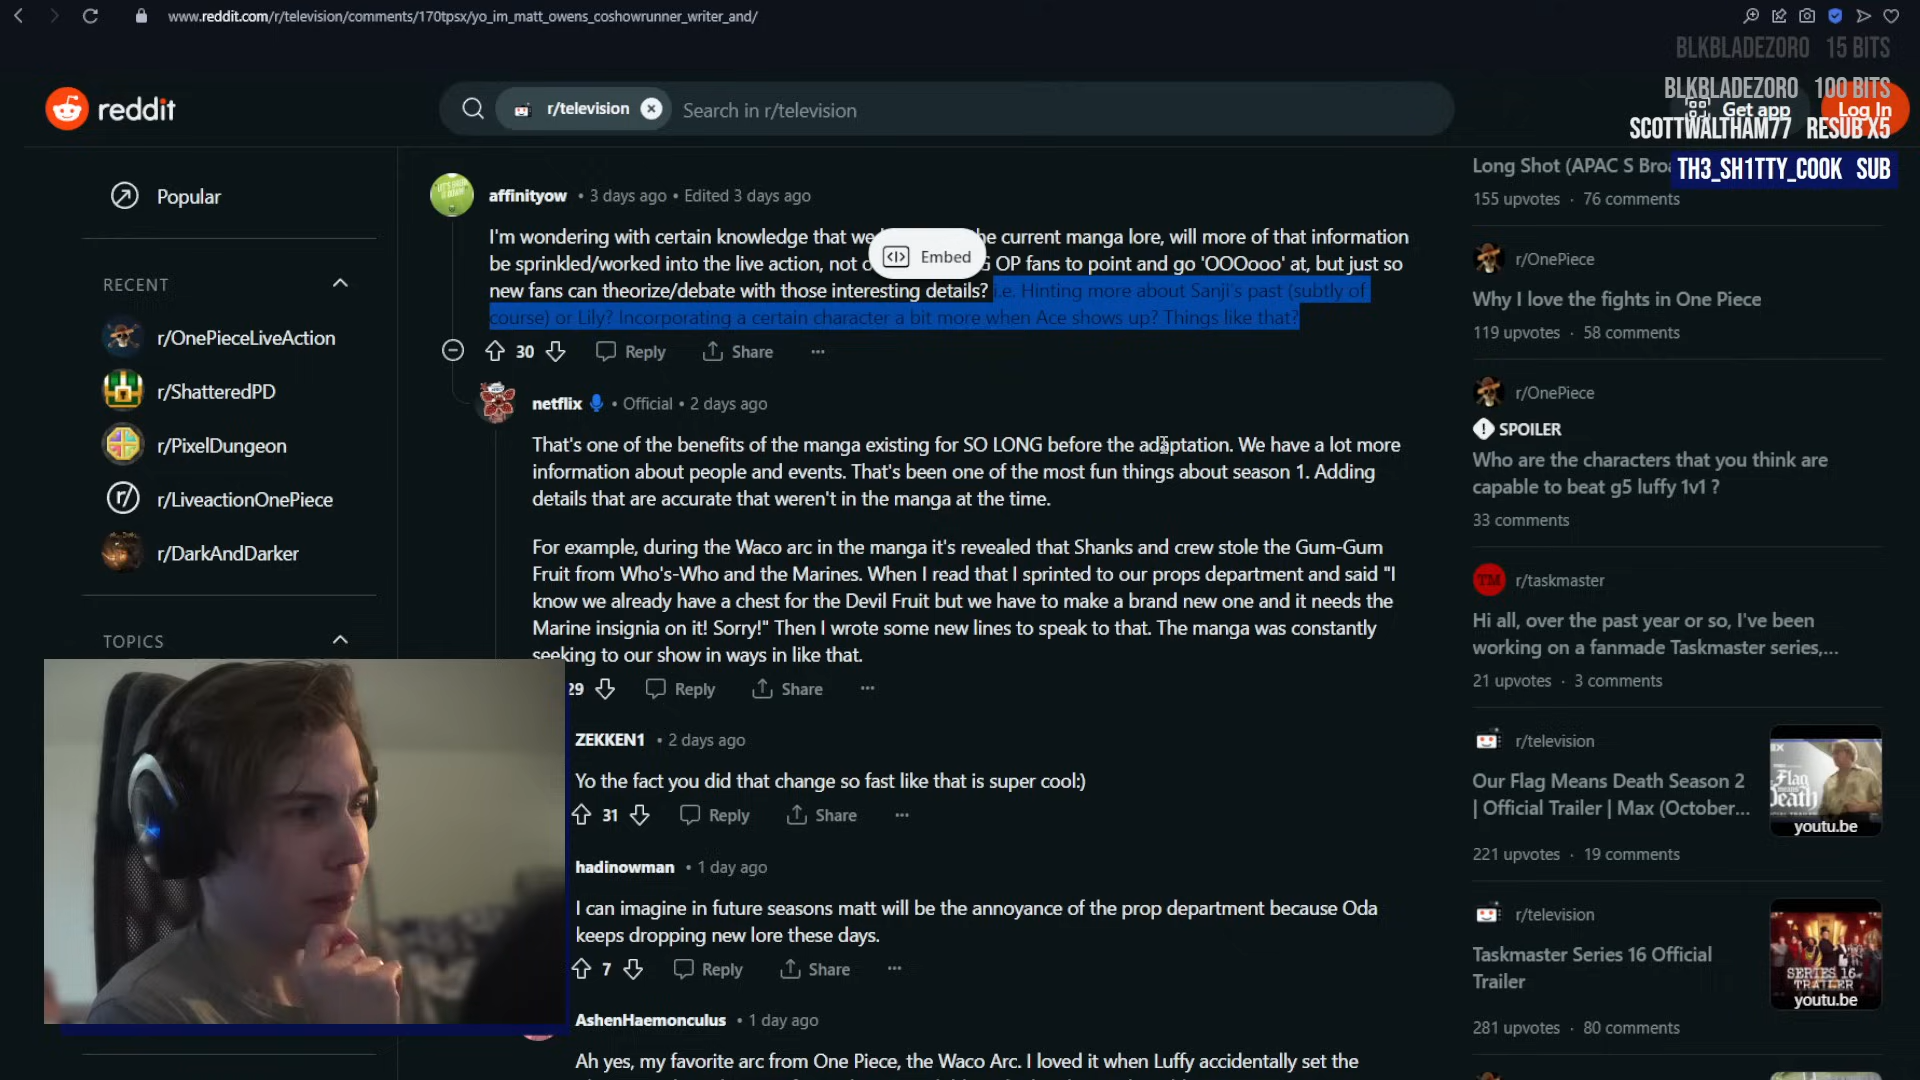 www.reddit.com/r/television/comments/170tpsx/yo_im_matt_owens_coshowrunner_writer_and/
BLKBLADEZORO 15 BITS
BLKBLADEZORO 100 BITS
SCOTTWALTHAM77 RESUB X5
TH3_SH1TTY_COOK SUB
reddit
r/television
Search in r/television
Get app
Log In
Popular
RECENT
r/OnePieceLiveAction
r/ShatteredPD
r/PixelDungeon
r/LiveactionOnePiece
r/DarkAndDarker
TOPICS
affinityow • 3 days ago • Edited 3 days ago
I'm wondering with certain knowledge that we he current manga lore, will more of that information
be sprinkled/worked into the live action, not OP fans to point and go 'OOOooo' at, but just so
new fans can theorize/debate with those interesting details? i.e. Hinting more about Sanji's past (subtly of
course) or Lily? Incorporating a certain character a bit more when Ace shows up? Things like that?
Embed
30 Reply Share
netflix • Official • 2 days ago
That's one of the benefits of the manga existing for SO LONG before the adaptation. We have a lot more
information about people and events. That's been one of the most fun things about season 1. Adding
details that are accurate that weren't in the manga at the time.
For example, during the Waco arc in the manga it's revealed that Shanks and crew stole the Gum-Gum
Fruit from Who's-Who and the Marines. When I read that I sprinted to our props department and said "I
know we already have a chest for the Devil Fruit but we have to make a brand new one and it needs the
Marine insignia on it! Sorry!" Then I wrote some new lines to speak to that. The manga was constantly
seeking to our show in ways in like that.
29 Reply Share
ZEKKEN1 • 2 days ago
Yo the fact you did that change so fast like that is super cool:)
31 Reply Share
hadinowman • 1 day ago
I can imagine in future seasons matt will be the annoyance of the prop department because Oda
keeps dropping new lore these days.
7 Reply Share
AshenHaemonculus • 1 day ago
Ah yes, my favorite arc from One Piece, the Waco Arc. I loved it when Luffy accidentally set the
Long Shot (APAC S Bro
155 upvotes · 76 comments
r/OnePiece
Why I love the fights in One Piece
119 upvotes · 58 comments
r/OnePiece
SPOILER
Who are the characters that you think are
capable to beat g5 luffy 1v1 ?
33 comments
TM
r/taskmaster
Hi all, over the past year or so, I've been
working on a fanmade Taskmaster series,...
21 upvotes · 3 comments
r/television
Our Flag Means Death Season 2
| Official Trailer | Max (October...
221 upvotes · 19 comments
Flag
means
Death
youtu.be
r/television
Taskmaster Series 16 Official
Trailer
281 upvotes · 80 comments
SERIES 16
TRAILER
youtu.be